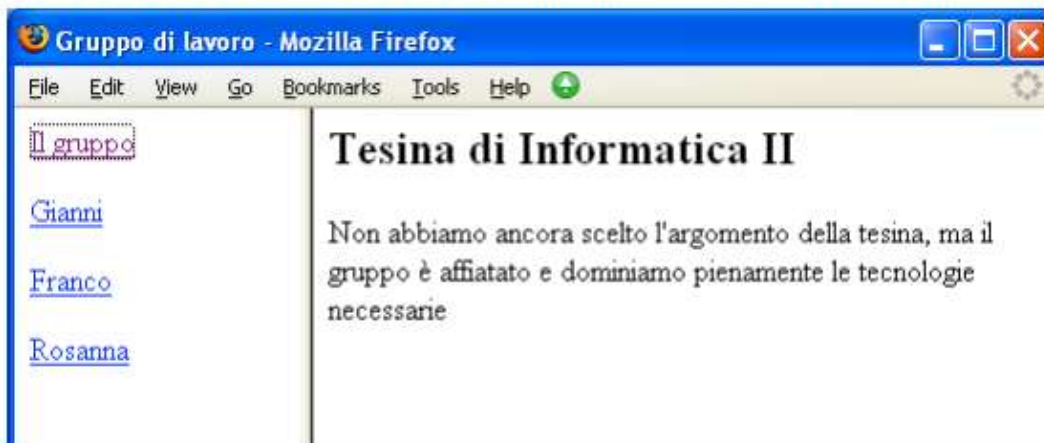 Gruppo di lavoro - Mozilla Firefox
File Edit View Go Bookmarks Tools Help
Il gruppo
Gianni
Franco
Rosanna
Tesina di Informatica II
Non abbiamo ancora scelto l'argomento della tesina, ma il
gruppo è affiatato e dominiamo pienamente le tecnologie
necessarie